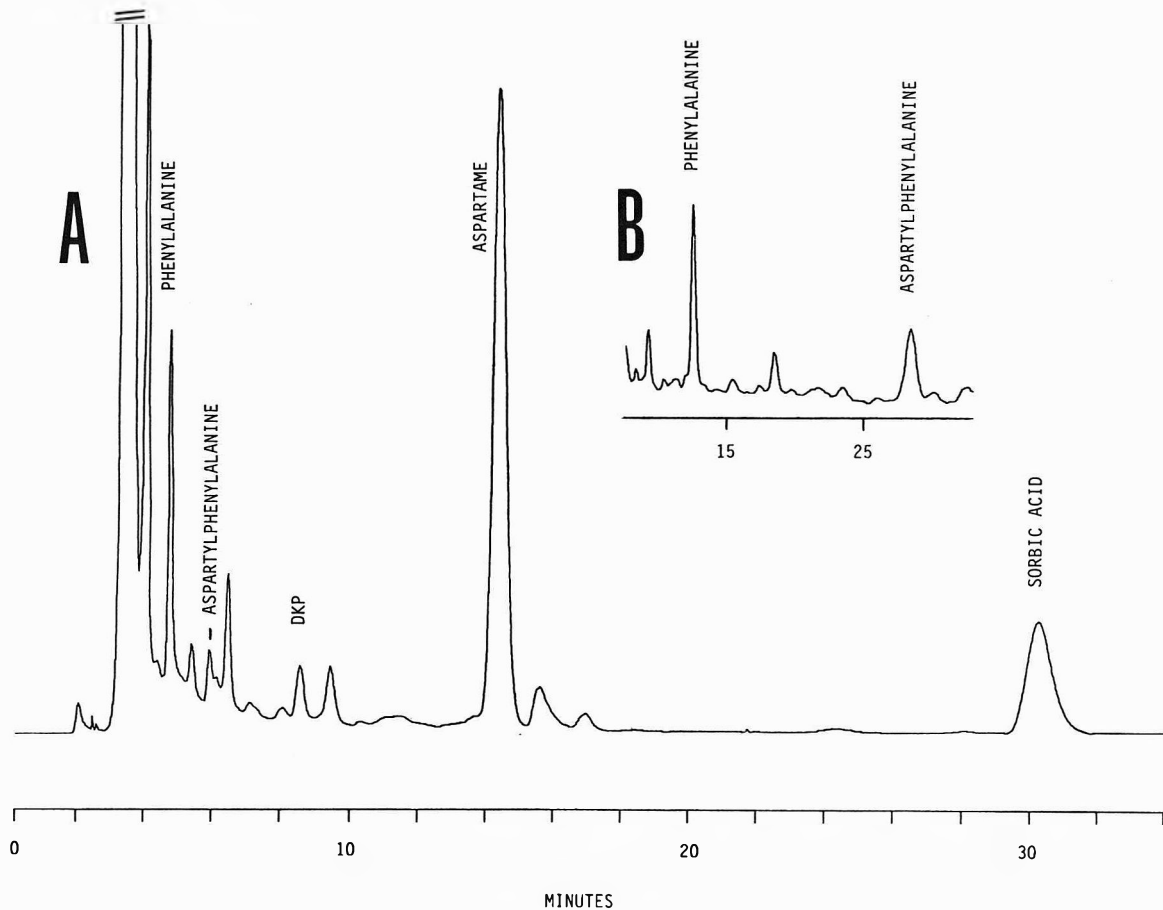 A
PHENYLALANINE
ASPARTYLPHENYLALANINE
DKP
ASPARTAME
B
PHENYLALANINE
ASPARTYLPHENYLALANINE
15 25
SORBIC ACID
0 10 20 30
MINUTES